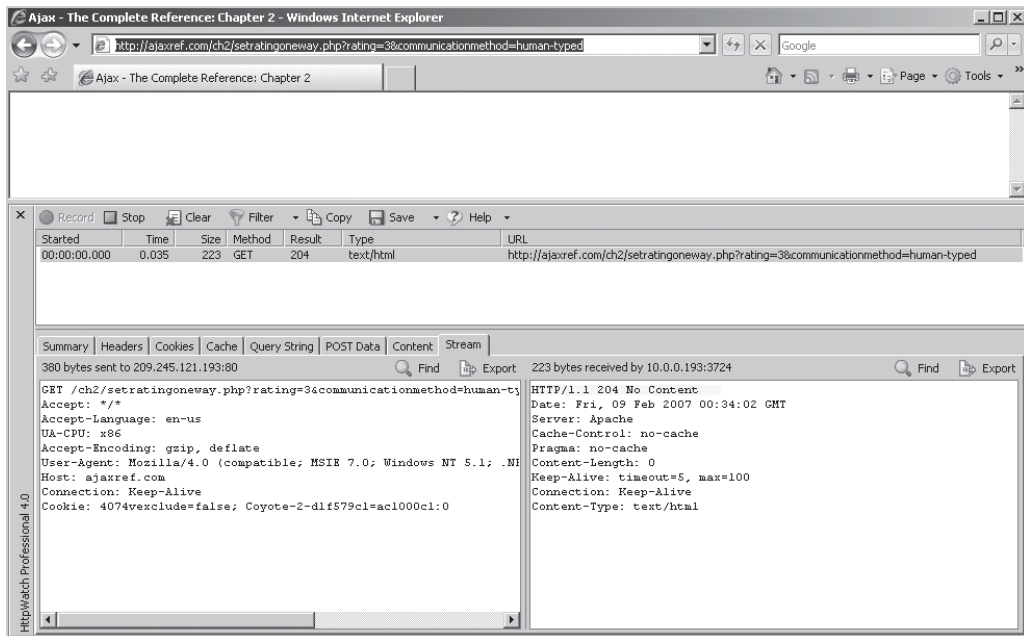 Ajax - The Complete Reference: Chapter 2 - Windows Internet Explorer
http://ajaxref.com/ch2/setratingoneway.php?rating=3&communicationmethod=human-typed
Google
Ajax - The Complete Reference: Chapter 2
Page Tools
Record Stop Clear Filter Copy Save Help
Started Time Size Method Result Type URL
00:00:00.000 0.035 223 GET 204 text/html http://ajaxref.com/ch2/setratingoneway.php?rating=3&communicationmethod=human-typed
Summary Headers Cookies Cache Query String POST Data Content Stream
380 bytes sent to 209.245.121.193:80 Find Export
GET /ch2/setratingoneway.php?rating=3&communicationmethod=human-ty
Accept: */*
Accept-Language: en-us
UA-CPU: x86
Accept-Encoding: gzip, deflate
User-Agent: Mozilla/4.0 (compatible; MSIE 7.0; Windows NT 5.1; .NE
Host: ajaxref.com
Connection: Keep-Alive
Cookie: 4074vexclude=false; Coyote-2-d1f579c1=ac1000c1:0
223 bytes received by 10.0.0.193:3724 Find Export
HTTP/1.1 204 No Content
Date: Fri, 09 Feb 2007 00:34:02 GMT
Server: Apache
Cache-Control: no-cache
Pragma: no-cache
Content-Length: 0
Keep-Alive: timeout=5, max=100
Connection: Keep-Alive
Content-Type: text/html
HttpWatch Professional 4.0